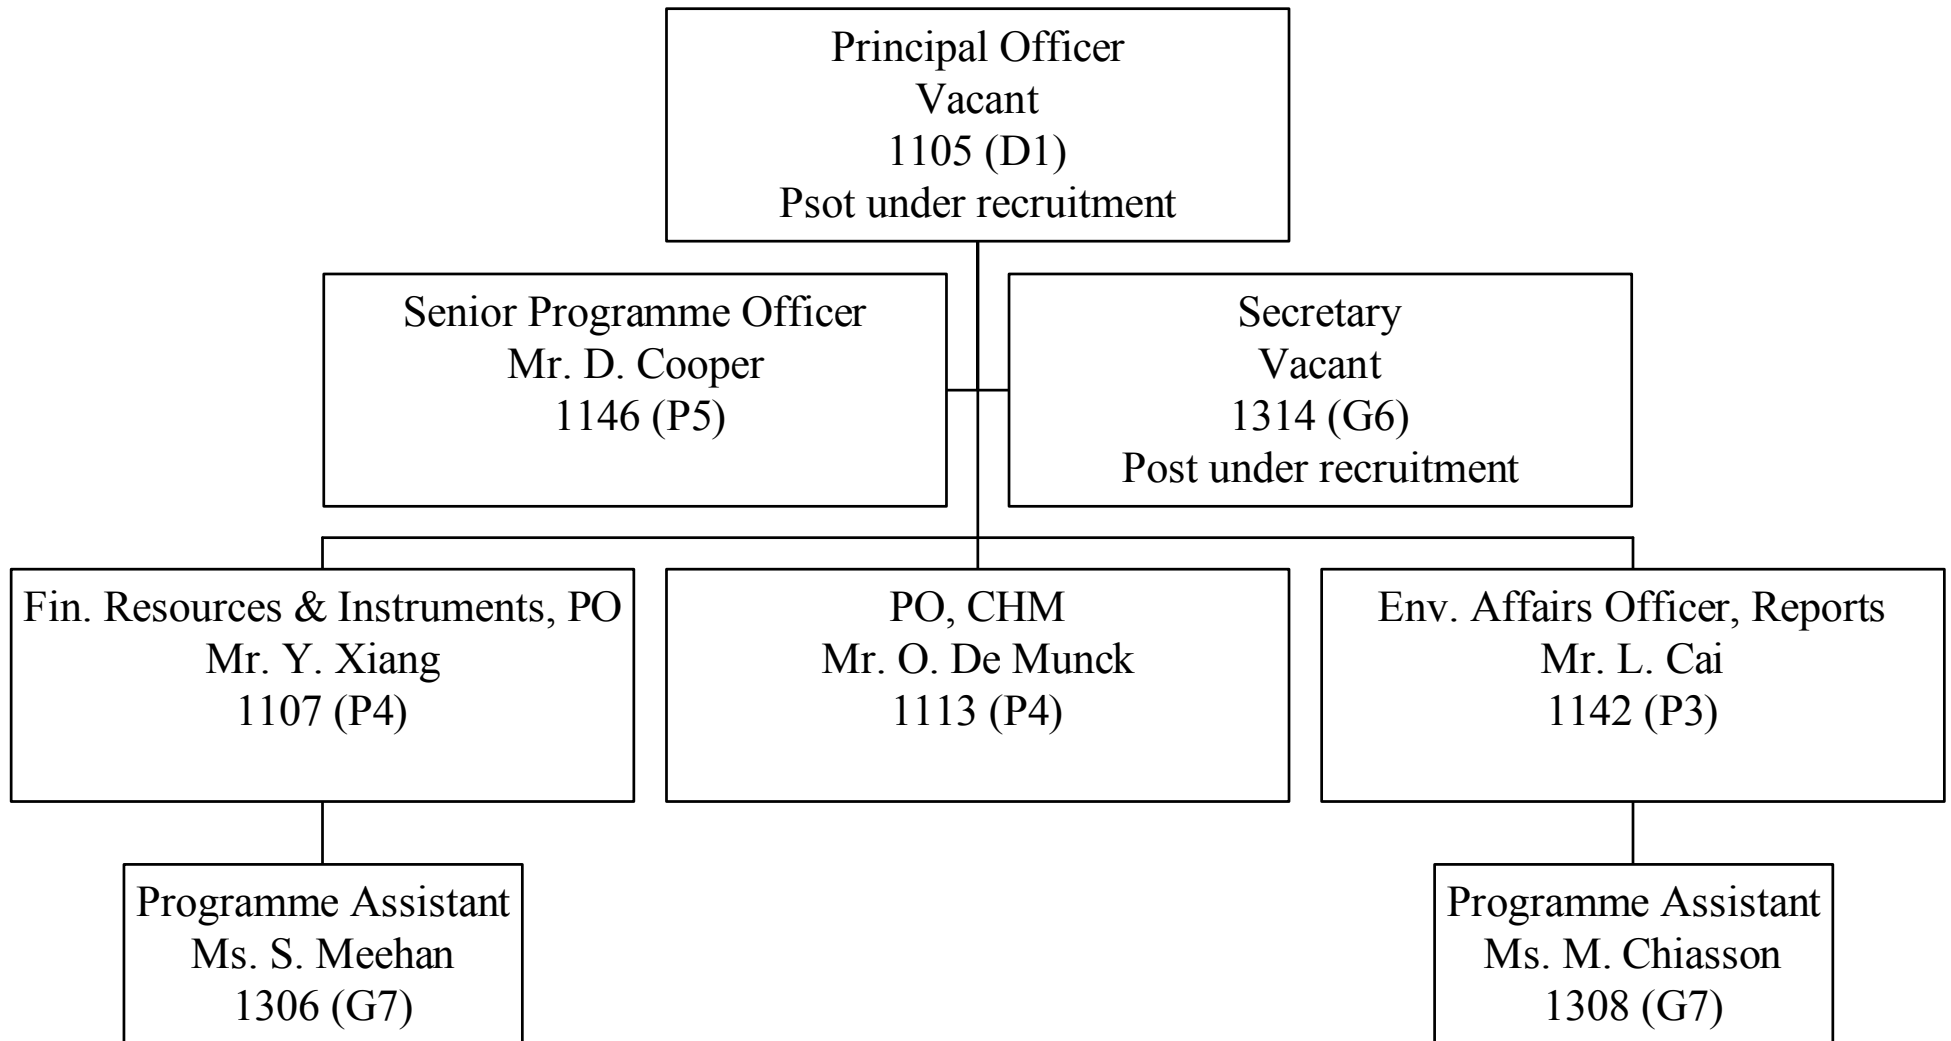 Principal Officer
Vacant
1105 (D1)
Psot under recruitment
Senior Programme Officer
Mr. D. Cooper
1146 (P5)
Secretary
Vacant
1314 (G6)
Post under recruitment
Fin. Resources & Instruments, PO
Mr. Y. Xiang
1107 (P4)
PO, CHM
Mr. O. De Munck
1113 (P4)
Env. Affairs Officer, Reports
Mr. L. Cai
1142 (P3)
Programme Assistant
Ms. S. Meehan
1306 (G7)
Programme Assistant
Ms. M. Chiasson
1308 (G7)